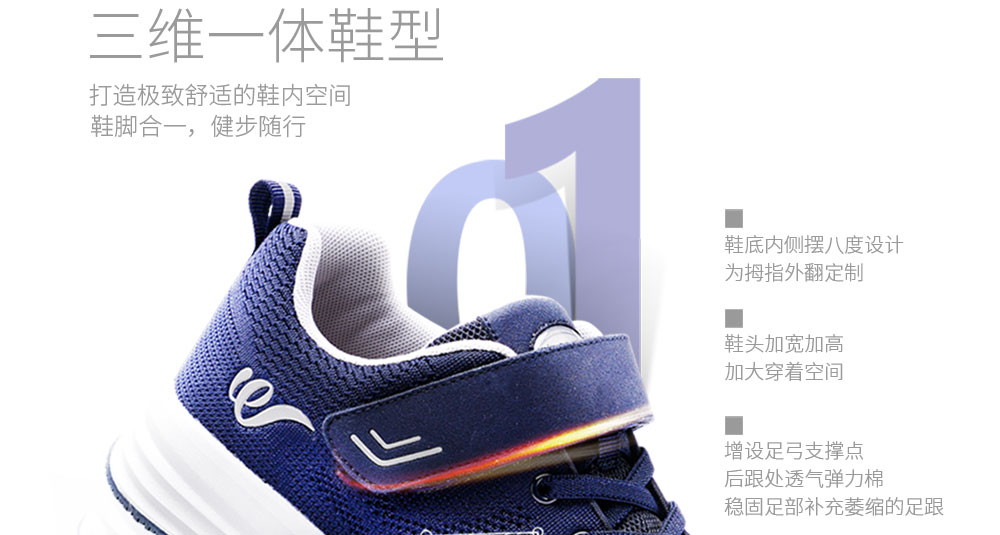 三维一体鞋型
打造极致舒适的鞋内空间
鞋脚合一，健步随行
01
鞋底内侧摆八度设计
为拇指外翻定制
鞋头加宽加高
加大穿着空间
增设足弓支撑点
后跟处透气弹力棉
稳固足部补充萎缩的足跟